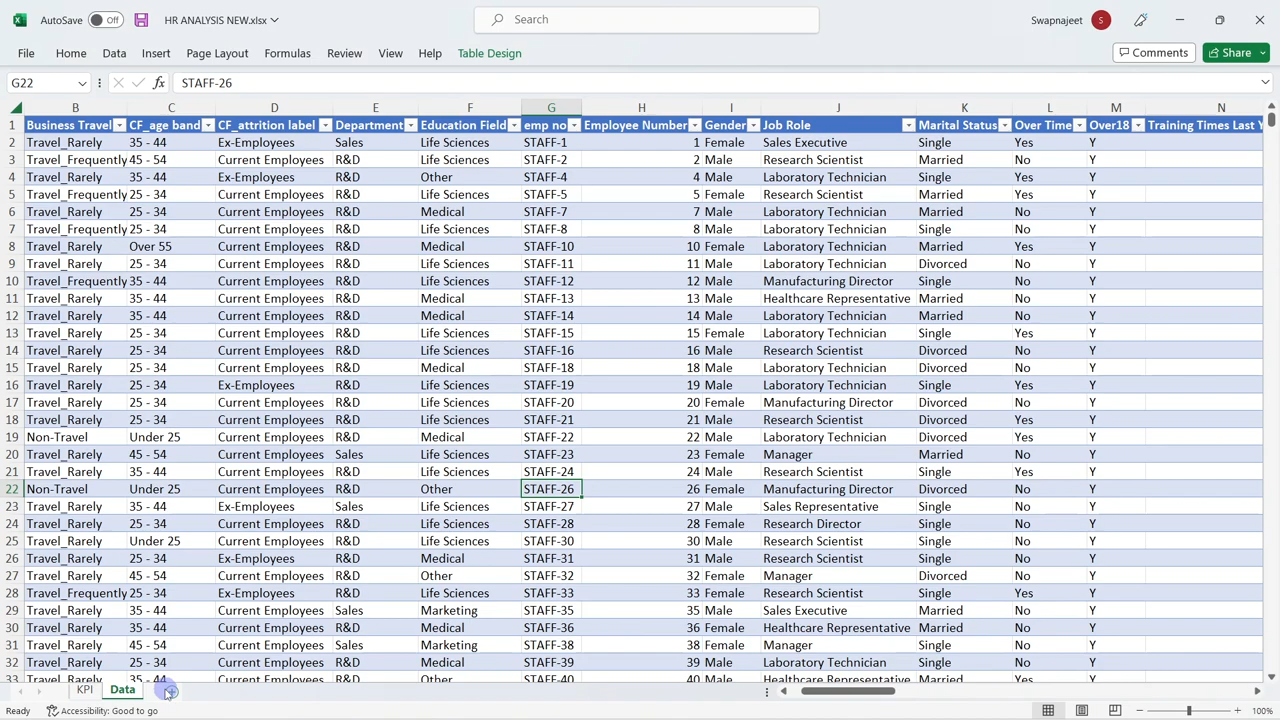 AutoSave Off HR ANALYSIS NEW.xlsx Search Swapnajeet S
File Home Data Insert Page Layout Formulas Review View Help Table Design Comments Share
G22 fx STAFF-26
B C D E F G H I J K L M N
1 Business Travel CF_age band CF_attrition label Department Education Field emp no Employee Number Gender Job Role Marital Status Over Time Over18 Training Times Last Y
2 Travel_Rarely 35 - 44 Ex-Employees Sales Life Sciences STAFF-1 1 Female Sales Executive Single Yes Y
3 Travel_Frequently 45 - 54 Current Employees R&D Life Sciences STAFF-2 2 Male Research Scientist Married No Y
4 Travel_Rarely 35 - 44 Ex-Employees R&D Other STAFF-4 4 Male Laboratory Technician Single Yes Y
5 Travel_Frequently 25 - 34 Current Employees R&D Life Sciences STAFF-5 5 Female Research Scientist Married Yes Y
6 Travel_Rarely 25 - 34 Current Employees R&D Medical STAFF-7 7 Male Laboratory Technician Married No Y
7 Travel_Frequently 25 - 34 Current Employees R&D Life Sciences STAFF-8 8 Male Laboratory Technician Single No Y
8 Travel_Rarely Over 55 Current Employees R&D Medical STAFF-10 10 Female Laboratory Technician Married Yes Y
9 Travel_Rarely 25 - 34 Current Employees R&D Life Sciences STAFF-11 11 Male Laboratory Technician Divorced No Y
10 Travel_Frequently 35 - 44 Current Employees R&D Life Sciences STAFF-12 12 Male Manufacturing Director Single No Y
11 Travel_Rarely 35 - 44 Current Employees R&D Medical STAFF-13 13 Male Healthcare Representative Married No Y
12 Travel_Rarely 35 - 44 Current Employees R&D Medical STAFF-14 14 Male Laboratory Technician Married No Y
13 Travel_Rarely 25 - 34 Current Employees R&D Life Sciences STAFF-15 15 Female Laboratory Technician Single Yes Y
14 Travel_Rarely 25 - 34 Current Employees R&D Life Sciences STAFF-16 16 Male Research Scientist Divorced No Y
15 Travel_Rarely 25 - 34 Current Employees R&D Medical STAFF-18 18 Male Laboratory Technician Divorced No Y
16 Travel_Rarely 25 - 34 Ex-Employees R&D Life Sciences STAFF-19 19 Male Laboratory Technician Single Yes Y
17 Travel_Rarely 25 - 34 Current Employees R&D Life Sciences STAFF-20 20 Female Manufacturing Director Divorced No Y
18 Travel_Rarely 25 - 34 Current Employees R&D Life Sciences STAFF-21 21 Male Research Scientist Divorced Yes Y
19 Non-Travel Under 25 Current Employees R&D Medical STAFF-22 22 Male Laboratory Technician Divorced Yes Y
20 Travel_Rarely 45 - 54 Current Employees Sales Life Sciences STAFF-23 23 Female Manager Married No Y
21 Travel_Rarely 35 - 44 Current Employees R&D Life Sciences STAFF-24 24 Male Research Scientist Single Yes Y
22 Non-Travel Under 25 Current Employees R&D Other STAFF-26 26 Female Manufacturing Director Divorced No Y
23 Travel_Rarely 35 - 44 Ex-Employees Sales Life Sciences STAFF-27 27 Male Sales Representative Single No Y
24 Travel_Rarely 25 - 34 Current Employees R&D Life Sciences STAFF-28 28 Female Research Director Single No Y
25 Travel_Rarely Under 25 Current Employees R&D Life Sciences STAFF-30 30 Male Research Scientist Single No Y
26 Travel_Rarely 25 - 34 Ex-Employees R&D Medical STAFF-31 31 Male Research Scientist Single No Y
27 Travel_Rarely 45 - 54 Current Employees R&D Other STAFF-32 32 Female Manager Divorced No Y
28 Travel_Frequently 25 - 34 Ex-Employees R&D Life Sciences STAFF-33 33 Female Research Scientist Single Yes Y
29 Travel_Rarely 35 - 44 Current Employees Sales Marketing STAFF-35 35 Male Sales Executive Married No Y
30 Travel_Rarely 35 - 44 Current Employees R&D Medical STAFF-36 36 Female Healthcare Representative Married No Y
31 Travel_Rarely 45 - 54 Current Employees Sales Marketing STAFF-38 38 Female Manager Single No Y
32 Travel_Rarely 25 - 34 Current Employees R&D Medical STAFF-39 39 Male Laboratory Technician Single No Y
33 Travel_Rarely 35 - 44 Current Employees R&D Other STAFF-40 40 Male Laboratory Technician Married No Y
KPI Data
Ready Accessibility: Good to go 100%